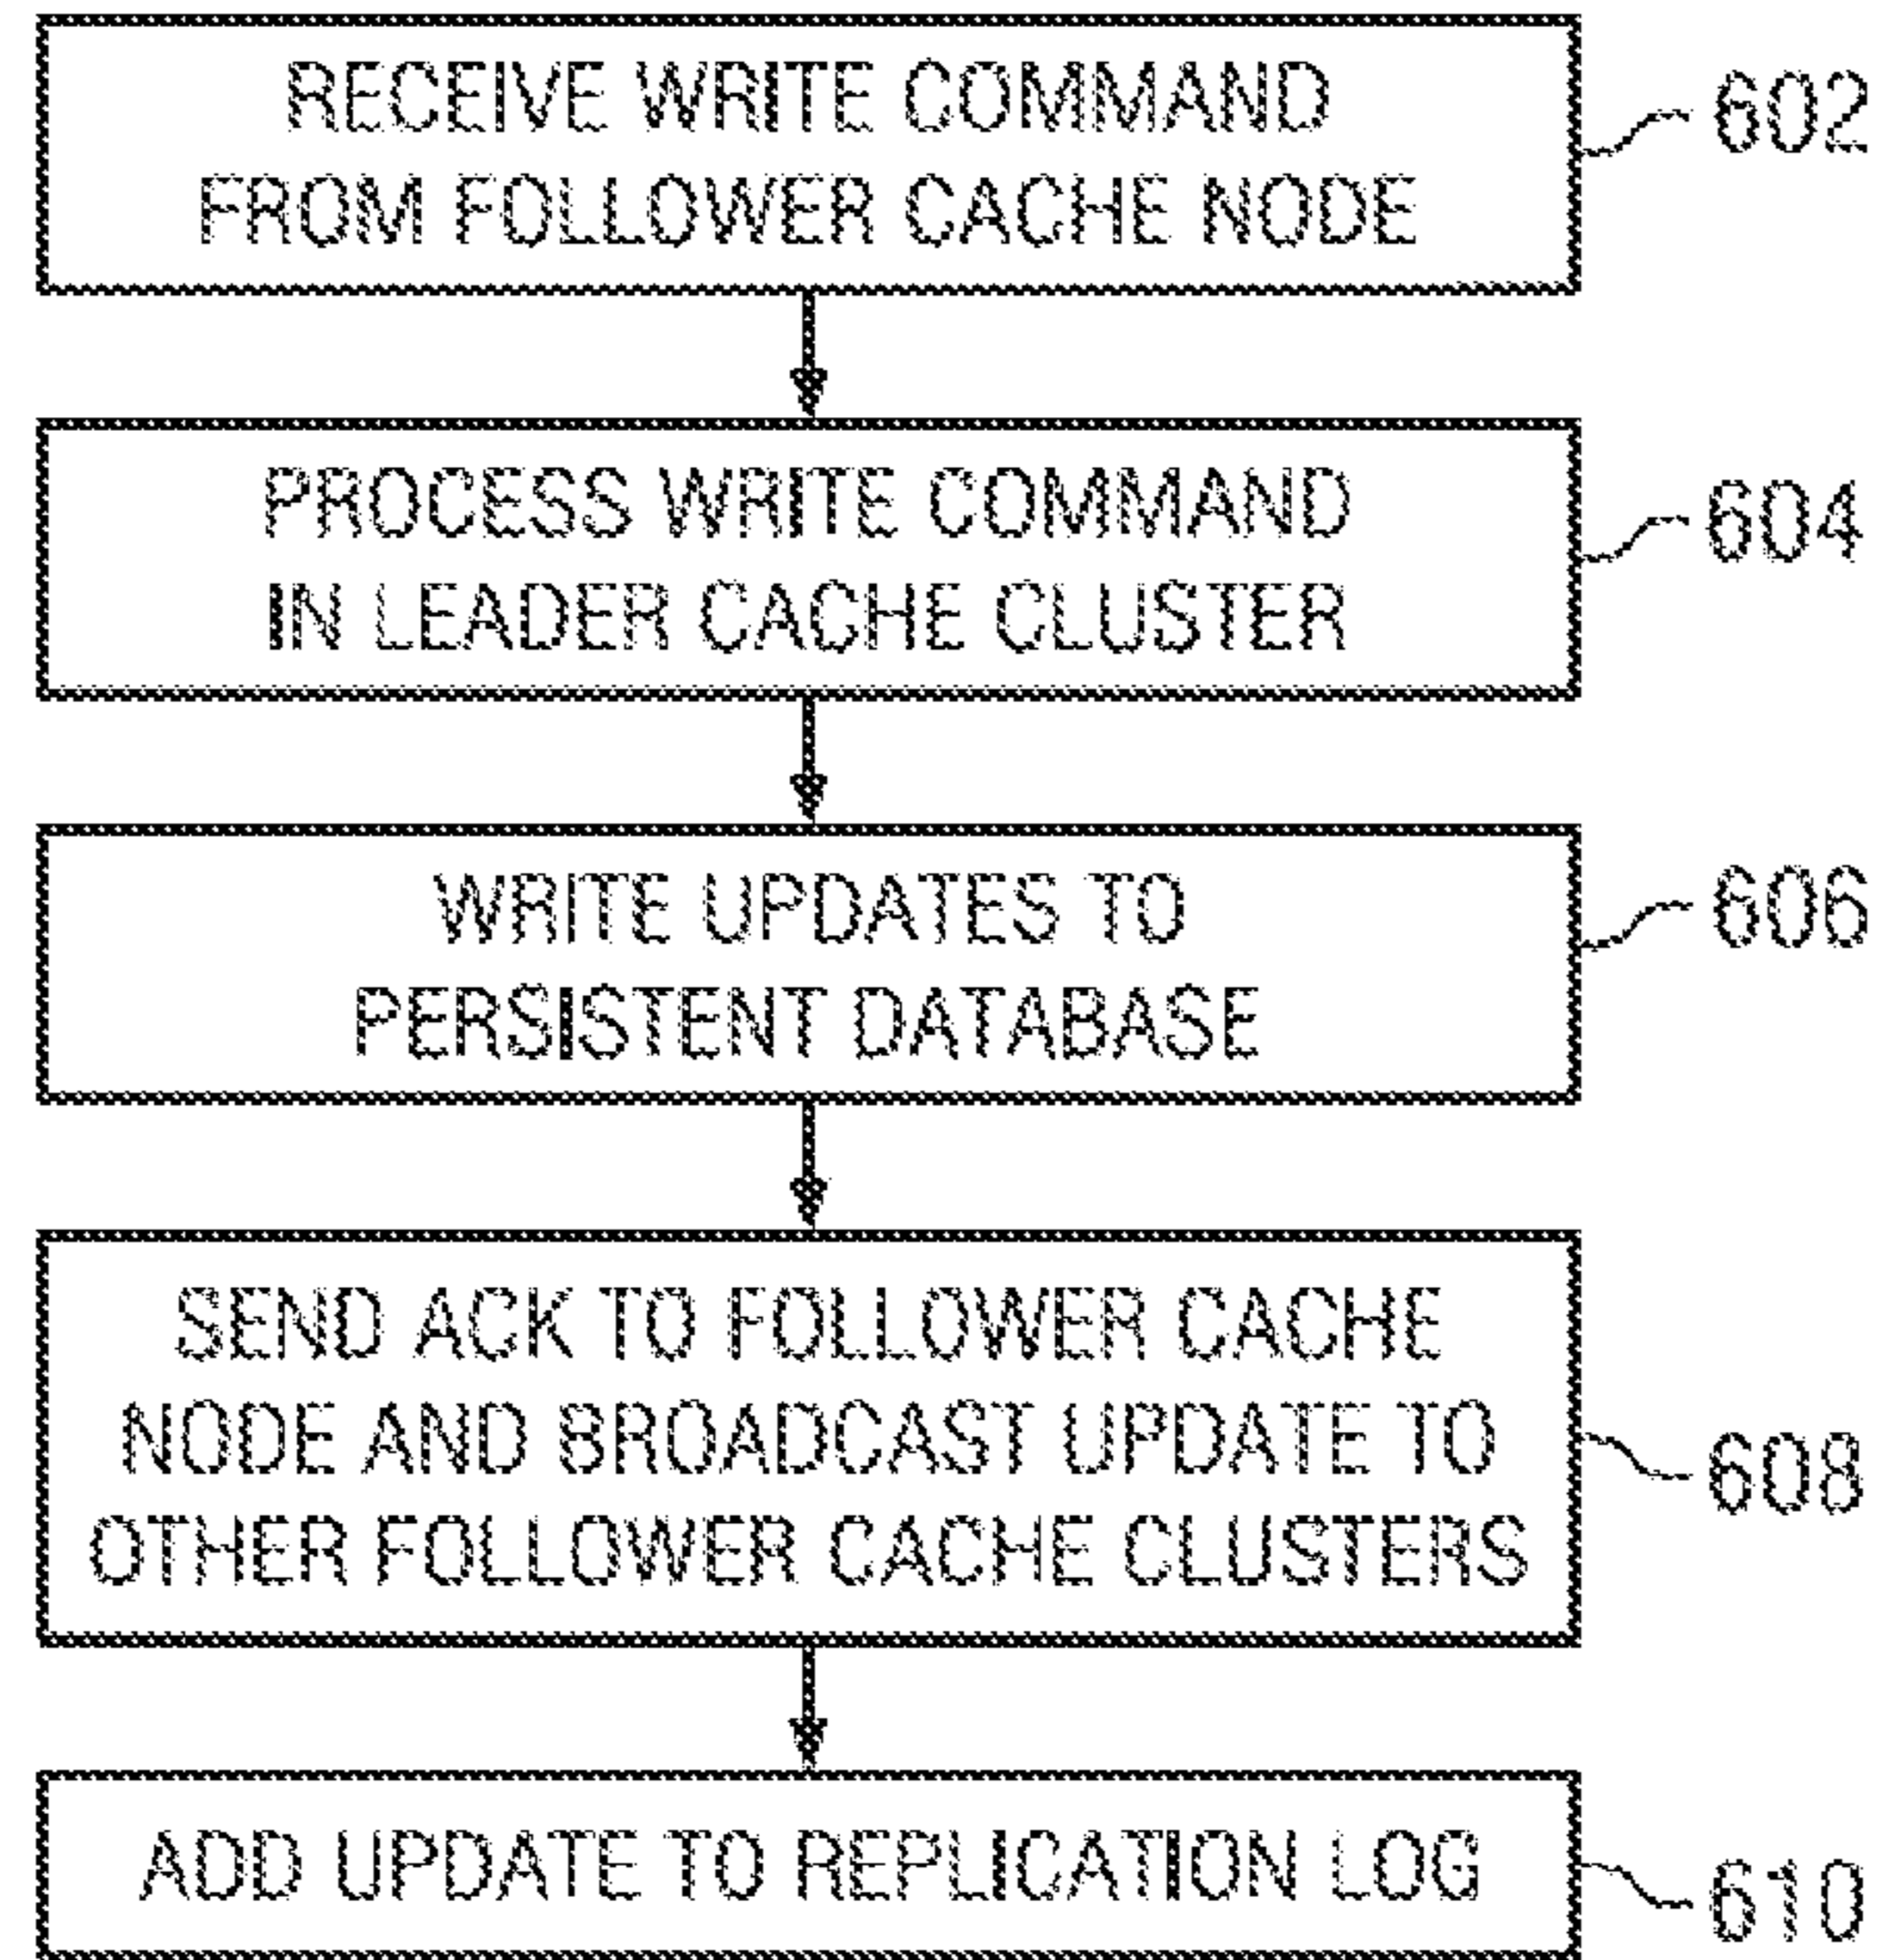 RECEIVE WRITE COMMAND
FROM FOLLOWER CACHE NODE
602
PROCESS WRITE COMMAND
IN LEADER CACHE CLUSTER
604
WRITE UPDATES TO
PERSISTENT DATABASE
606
SEND ACK TO FOLLOWER CACHE
NODE AND BROADCAST UPDATE TO
OTHER FOLLOWER CACHE CLUSTERS
608
ADD UPDATE TO REPLICATION LOG
610